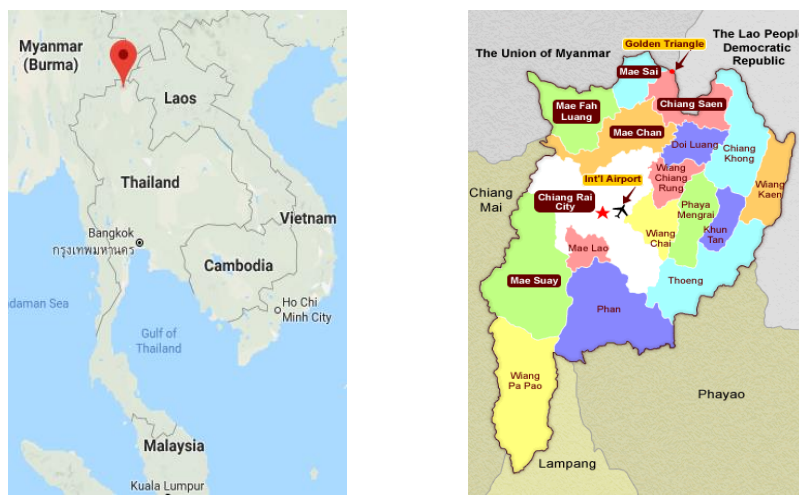 Myanmar
(Burma)
Laos
Thailand
Vietnam
Bangkok
กรุงเทพมหานคร
Cambodia
Ho Chi
Minh City
ndaman Sea
Gulf of
Thailand
Malaysia
Kuala Lumpur
The Union of Myanmar
Golden Triangle
The Lao People
Democratic
Republic
Mae Sai
Mae Fah
Luang
Chiang Saen
Mae Chan
Doi Luang
Chiang
Khong
Wiang
Chiang
Rung
Int'l Airport
Wiang
Kaen
Chiang
Mai
Chiang Rai
City
Phaya
Mengrai
Khun
Tan
Wiang
Chai
Mae Lao
Mae Suay
Thoeng
Phan
Wiang
Pa Pao
Phayao
Lampang